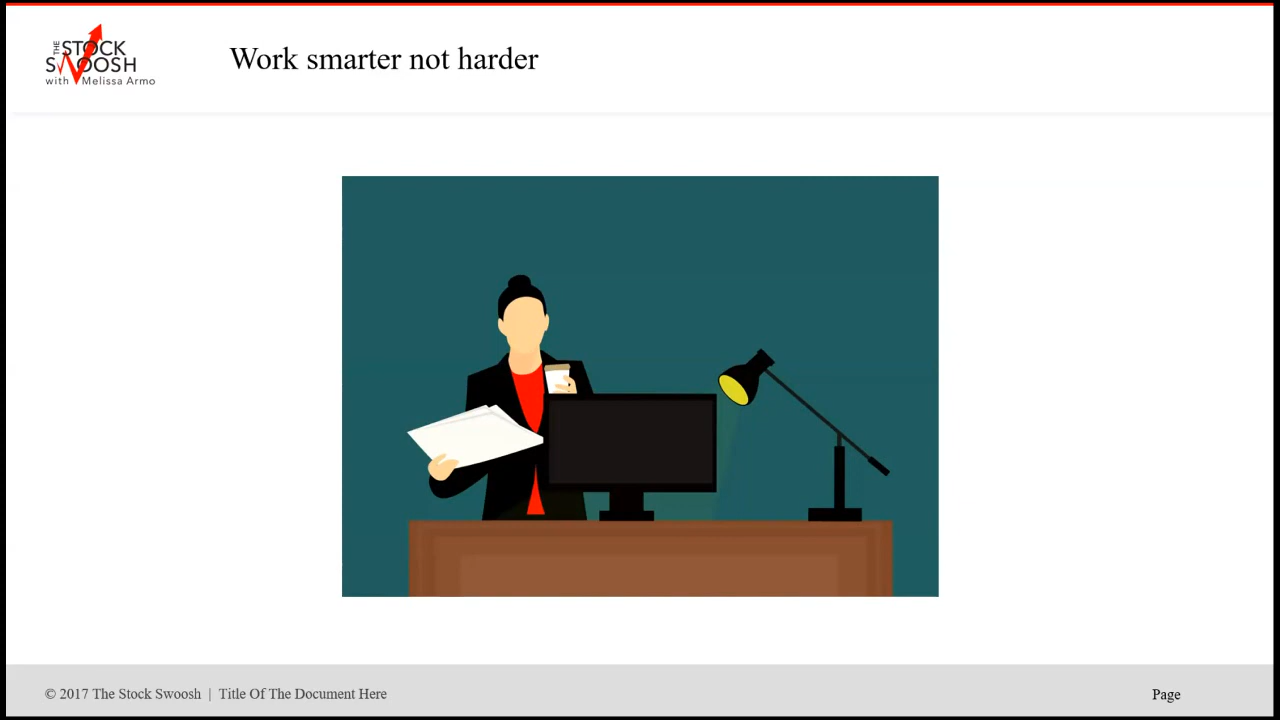 THE STOCK
SWOOSH
with Melissa Armo
Work smarter not harder
© 2017 The Stock Swoosh | Title Of The Document Here
Page